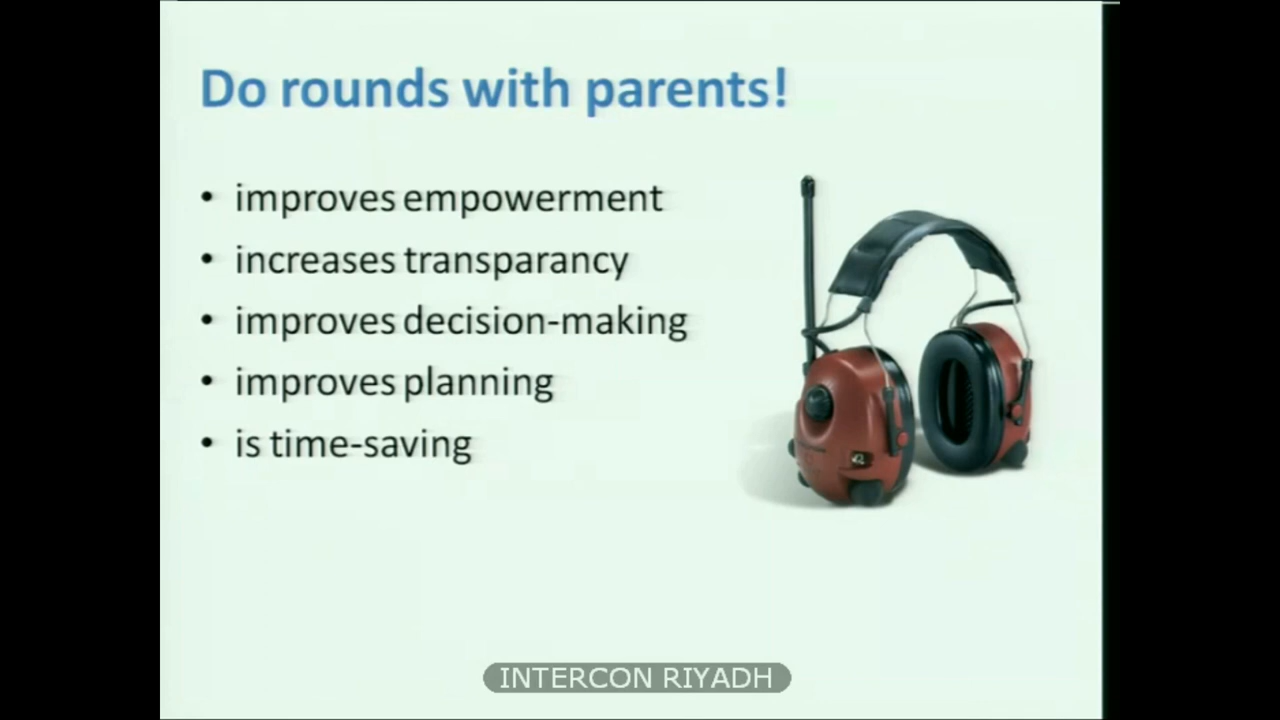 Do rounds with parents!
• improves empowerment
• increases transparancy
• improves decision-making
• improves planning
• is time-saving
INTERCON RIYADH